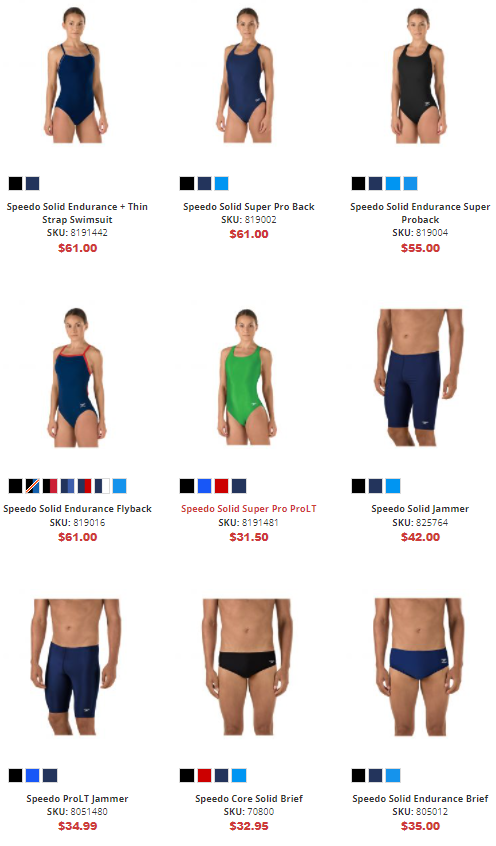 Speedo Solid Endurance + Thin
Strap Swimsuit
SKU: 8191442
$61.00
Speedo Solid Super Pro Back
SKU: 819002
$61.00
Speedo Solid Endurance Super
Proback
SKU: 819004
$55.00
Speedo Solid Endurance Flyback
SKU: 819016
$61.00
Speedo Solid Super Pro ProLT
SKU: 8191481
$31.50
Speedo Solid Jammer
SKU: 825764
$42.00
Speedo ProLT Jammer
SKU: 8051480
$34.99
Speedo Core Solid Brief
SKU: 70800
$32.95
Speedo Solid Endurance Brief
SKU: 805012
$35.00